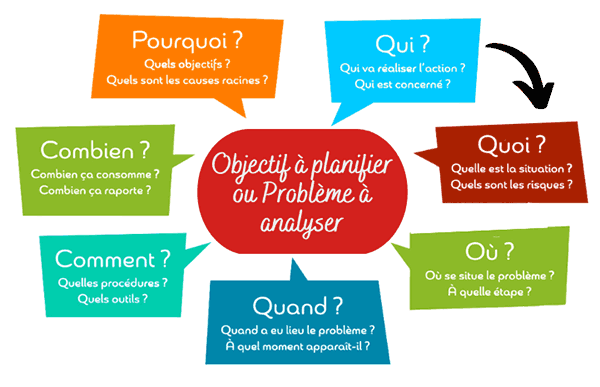 Pourquoi ?
Quels objectifs ?
Quels sont les causes racines ?
Qui ?
Qui va réaliser l'action ?
Qui est concerné ?
Combien ?
Combien ça consomme ?
Combien ça raporte ?
Objectif à planifier
ou Problème à
analyser
Quoi ?
Quelle est la situation ?
Quels sont les risques ?
Comment ?
Quelles procédures ?
Quels outils ?
Quand ?
Quand a eu lieu le problème ?
À quel moment apparaît-il ?
Où ?
Où se situe le problème ?
À quelle étape ?